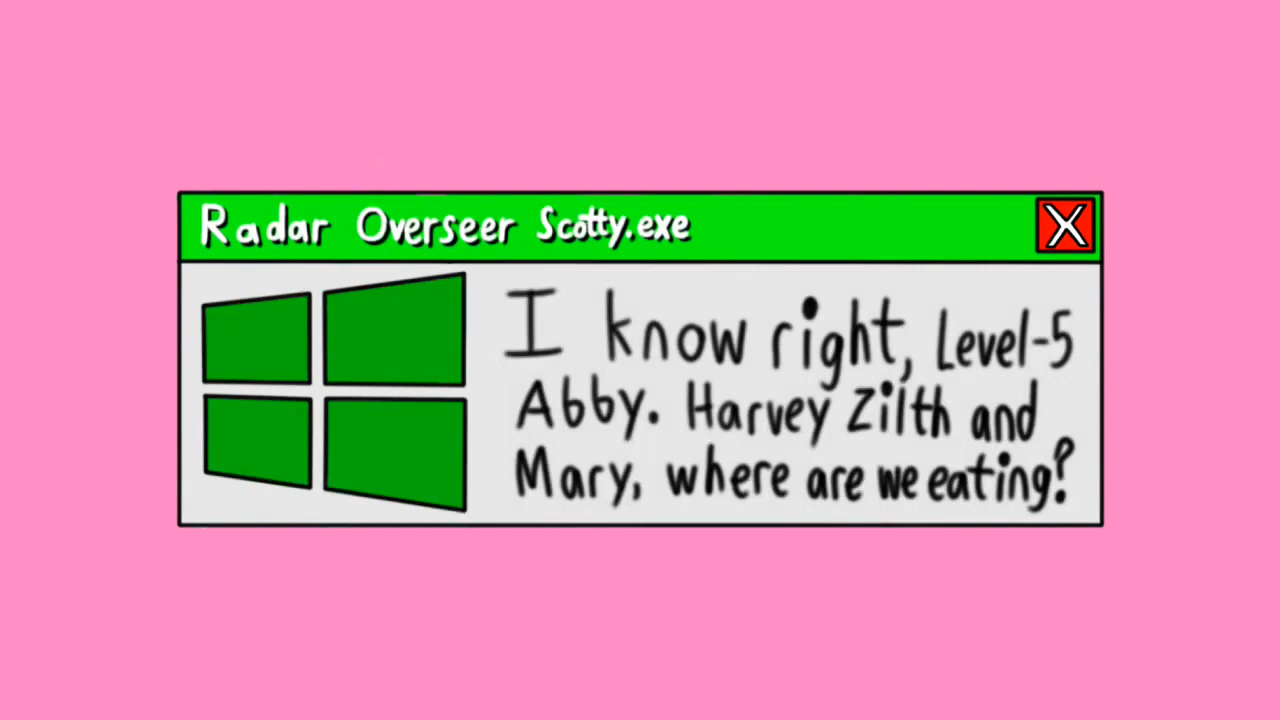 Radar Overseer Scotty.exe
X
I know right, Level-5
Abby. Harvey Zilth and
Mary, where are we eating?